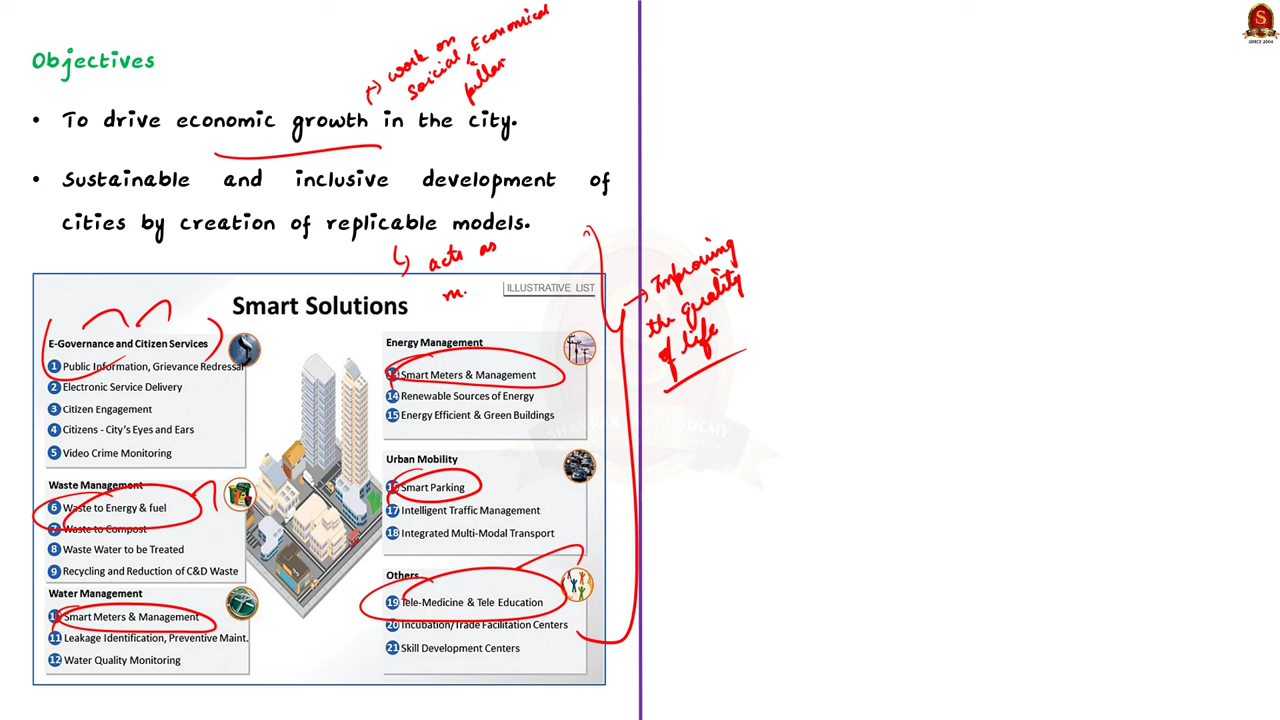 Objectives
(→) work on
social & Economical
pillar
• To drive economic growth in the city.
• Sustainable and inclusive development of
cities by creation of replicable models.
acts as
m.
ILLUSTRATIVE LIST
Smart Solutions
E-Governance and Citizen Services
1 Public Information, Grievance Redressal
2 Electronic Service Delivery
3 Citizen Engagement
4 Citizens - City's Eyes and Ears
5 Video Crime Monitoring
Waste Management
6 Waste to Energy & fuel
7 Waste to Compost
8 Waste Water to be Treated
9 Recycling and Reduction of C&D Waste
Water Management
10 Smart Meters & Management
11 Leakage Identification, Preventive Maint.
12 Water Quality Monitoring
Energy Management
13 Smart Meters & Management
14 Renewable Sources of Energy
15 Energy Efficient & Green Buildings
Urban Mobility
16 Smart Parking
17 Intelligent Traffic Management
18 Integrated Multi-Modal Transport
Others
19 Tele-Medicine & Tele Education
20 Incubation/Trade Facilitation Centers
21 Skill Development Centers
→ Improving
the quality
of life
S
SINCE 2004